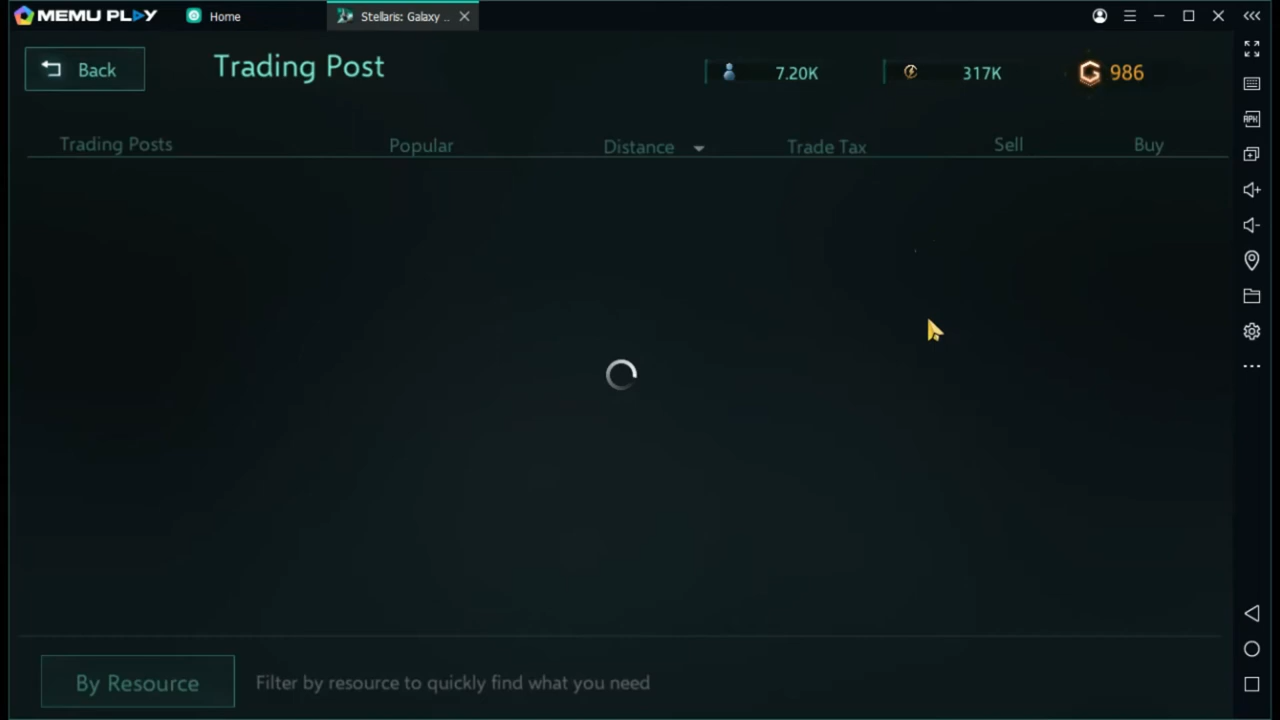 MEMU PLAY
Home
Stellaris: Galaxy ..
Back
Trading Post
7.20K
317K
986
Trading Posts
Popular
Distance
Trade Tax
Sell
Buy
APK
By Resource
Filter by resource to quickly find what you need